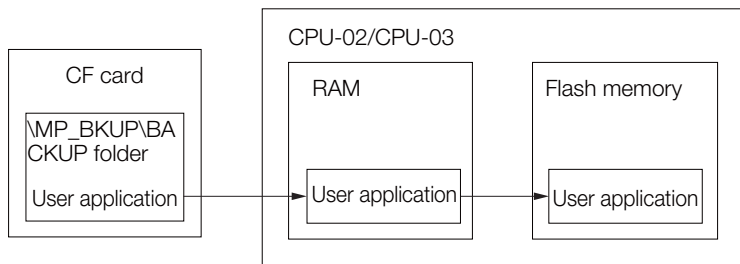 CPU-02/CPU-03
CF card
RAM
Flash memory
\MP_BKUP\BA
CKUP folder
User application
User application
User application